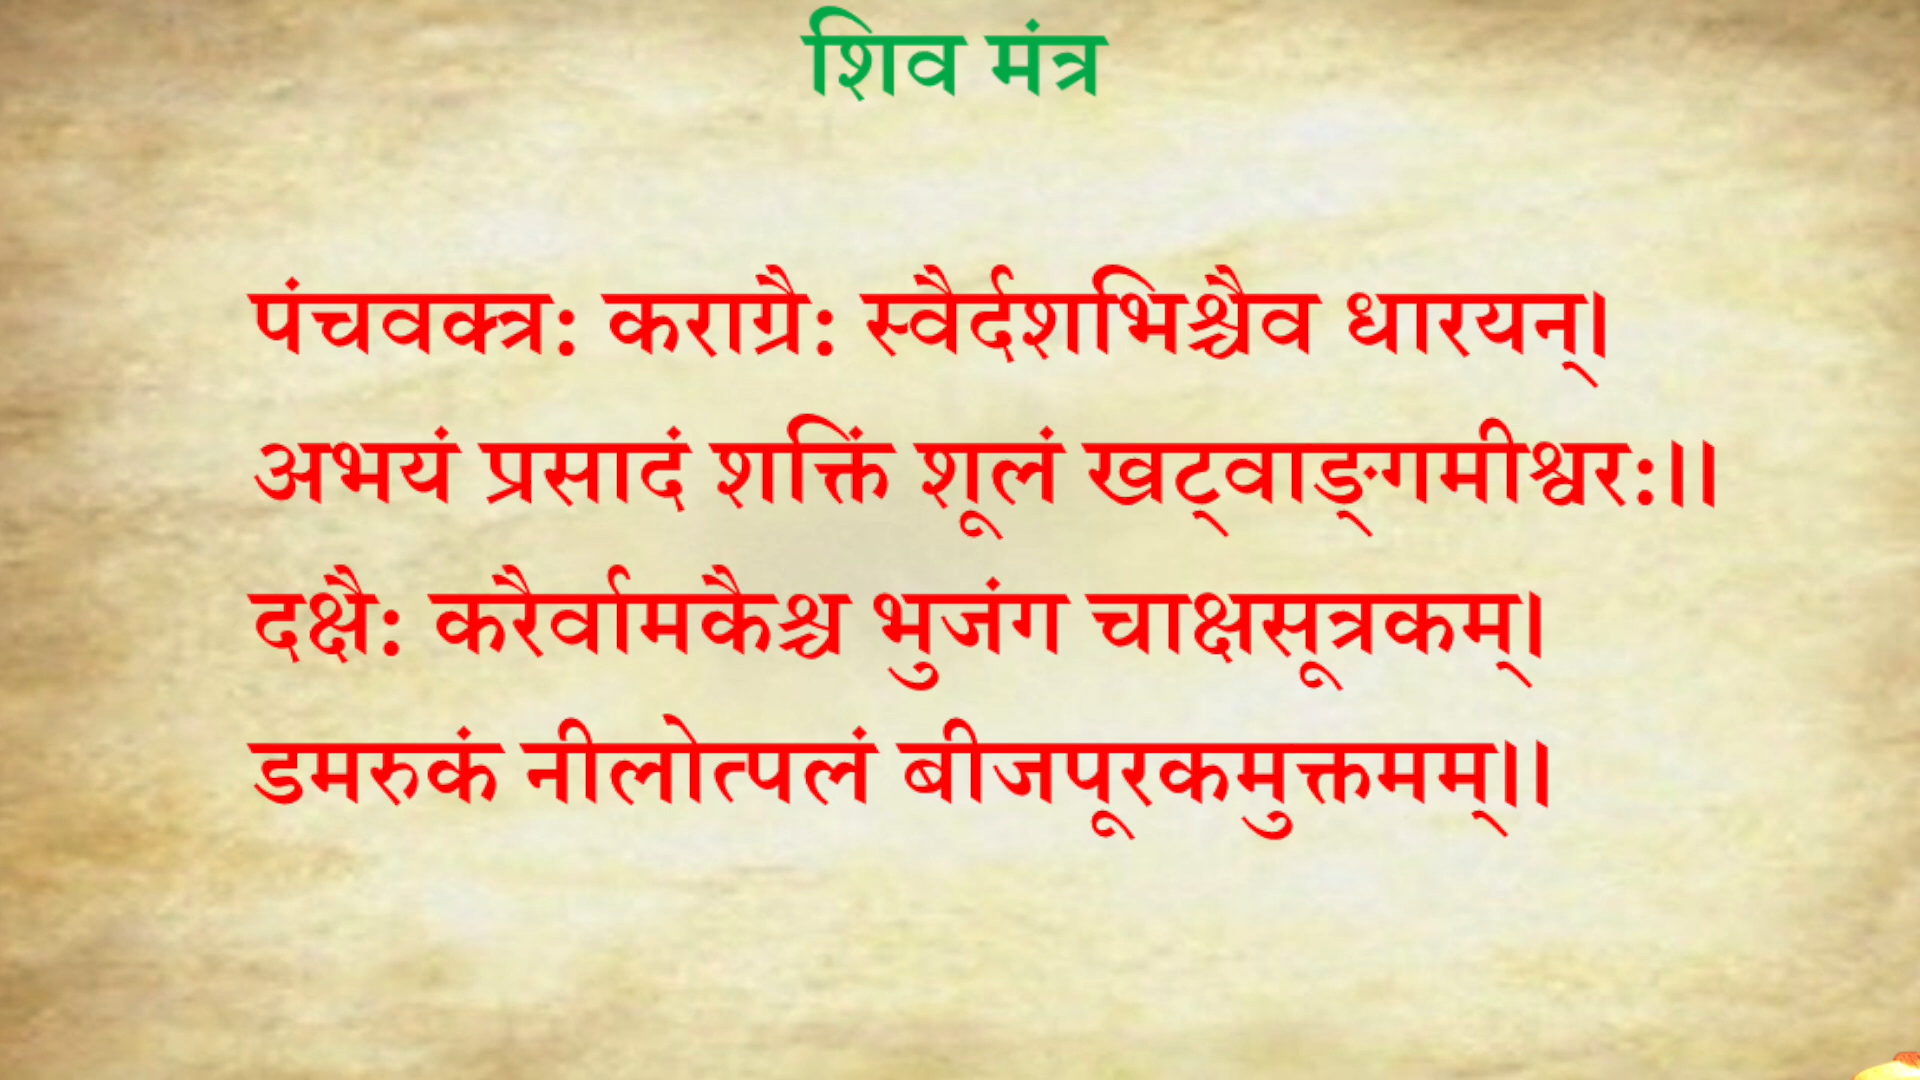 शिव मंत्र
पंचवक्त्र: कराग्रै: स्वैर्दशभिश्चैव धारयन्।
अभयं प्रसादं शक्तिं शूलं खट्वाङ्गमीश्वर:।।
दक्षै: करैर्वामकैश्च भुजंग चाक्षसूत्रकम्।
डमरुकं नीलोत्पलं बीजपूरकमुक्तमम्।।